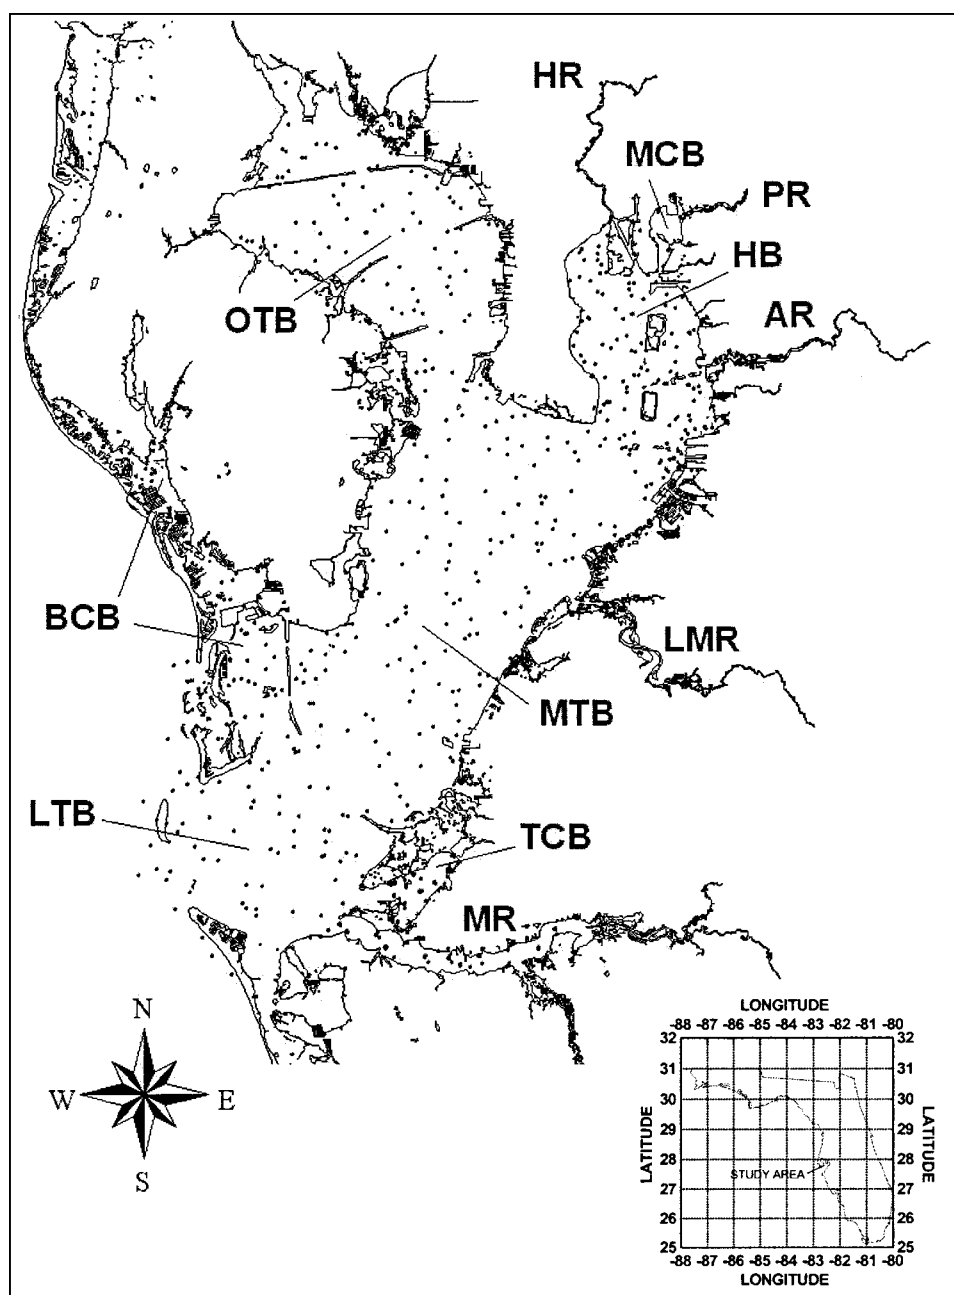 HR
MCB
PR
HB
OTB
AR
BCB
LMR
MTB
LTB
TCB
MR
N
W E
S
LONGITUDE
-88 -87 -86 -85 -84 -83 -82 -81 -80
32 32
31 31
30 30
29 29
28 28
27 27
26 26
25 25
LATITUDE
LATITUDE
STUDY AREA
-88 -87 -86 -85 -84 -83 -82 -81 -80
LONGITUDE